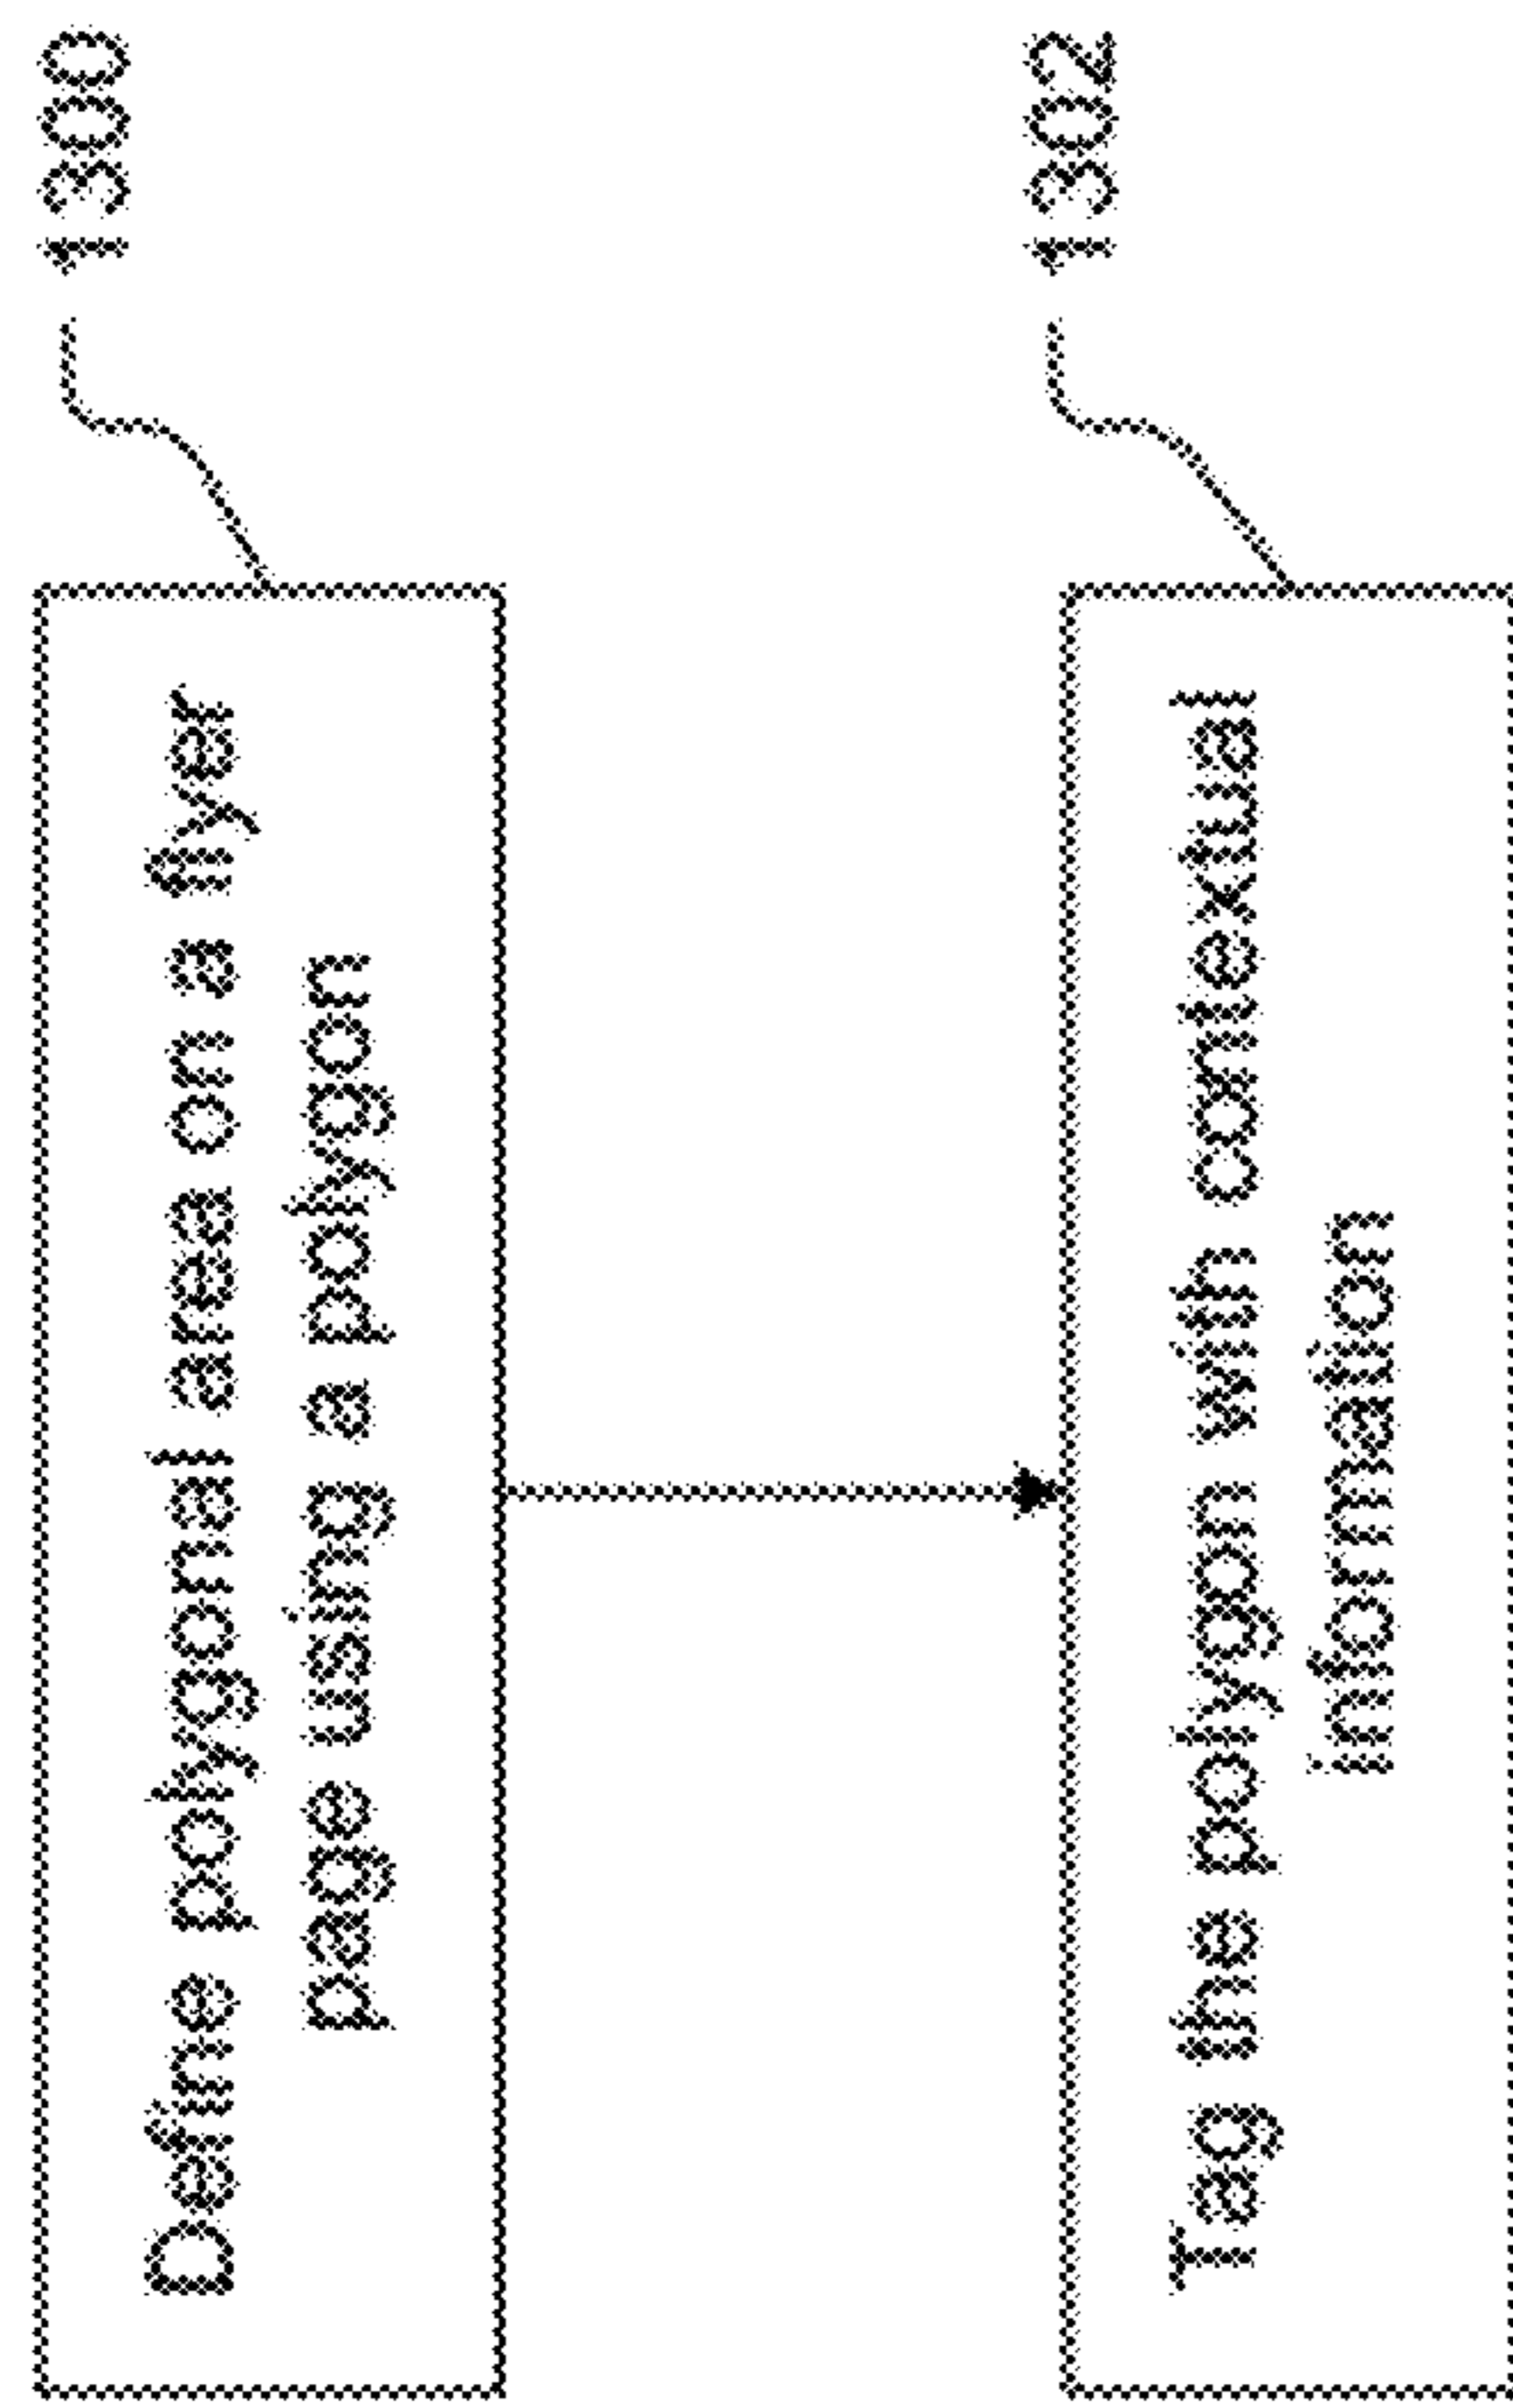 Define polygonal area on a flyer
page using a polygon
1300
Tag the polygon with contextual
information
1302